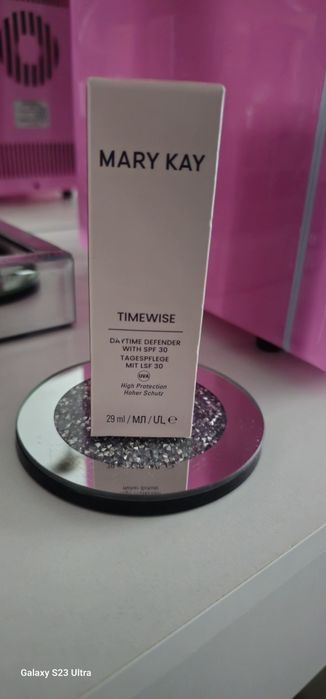 MARY KAY
TIMEWISE
DAYTIME DEFENDER
WITH SPF 30
TAGESPFLEGE
MIT LSF 30
UVA
High Protection
Hoher Schutz
29 ml / МЛ / ՄԼ ℮
Galaxy S23 Ultra